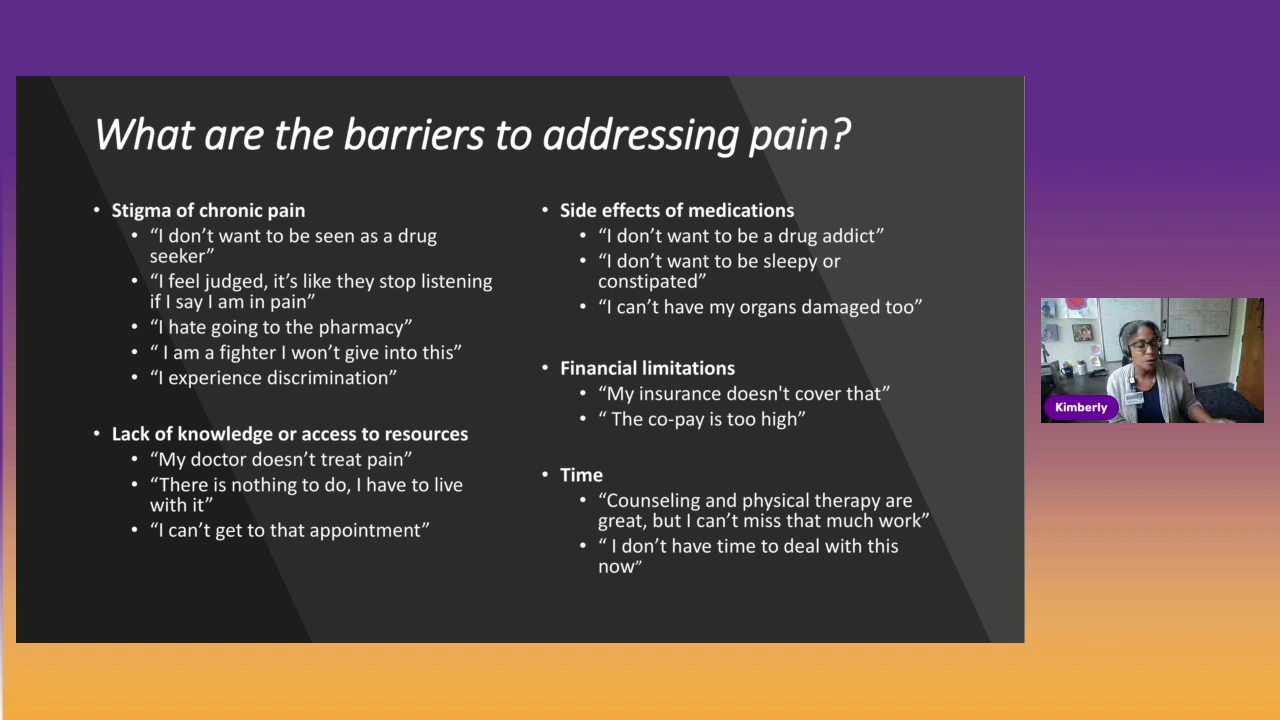 What are the barriers to addressing pain?
• Stigma of chronic pain
• “I don’t want to be seen as a drug
seeker”
• “I feel judged, it’s like they stop listening
if I say I am in pain”
• “I hate going to the pharmacy”
• “ I am a fighter I won’t give into this”
• “I experience discrimination”
• Lack of knowledge or access to resources
• “My doctor doesn’t treat pain”
• “There is nothing to do, I have to live
with it”
• “I can’t get to that appointment”
• Side effects of medications
• “I don’t want to be a drug addict”
• “I don’t want to be sleepy or
constipated”
• “I can’t have my organs damaged too”
• Financial limitations
• “My insurance doesn't cover that”
• “ The co-pay is too high”
• Time
• “Counseling and physical therapy are
great, but I can’t miss that much work”
• “ I don’t have time to deal with this
now”
Kimberly